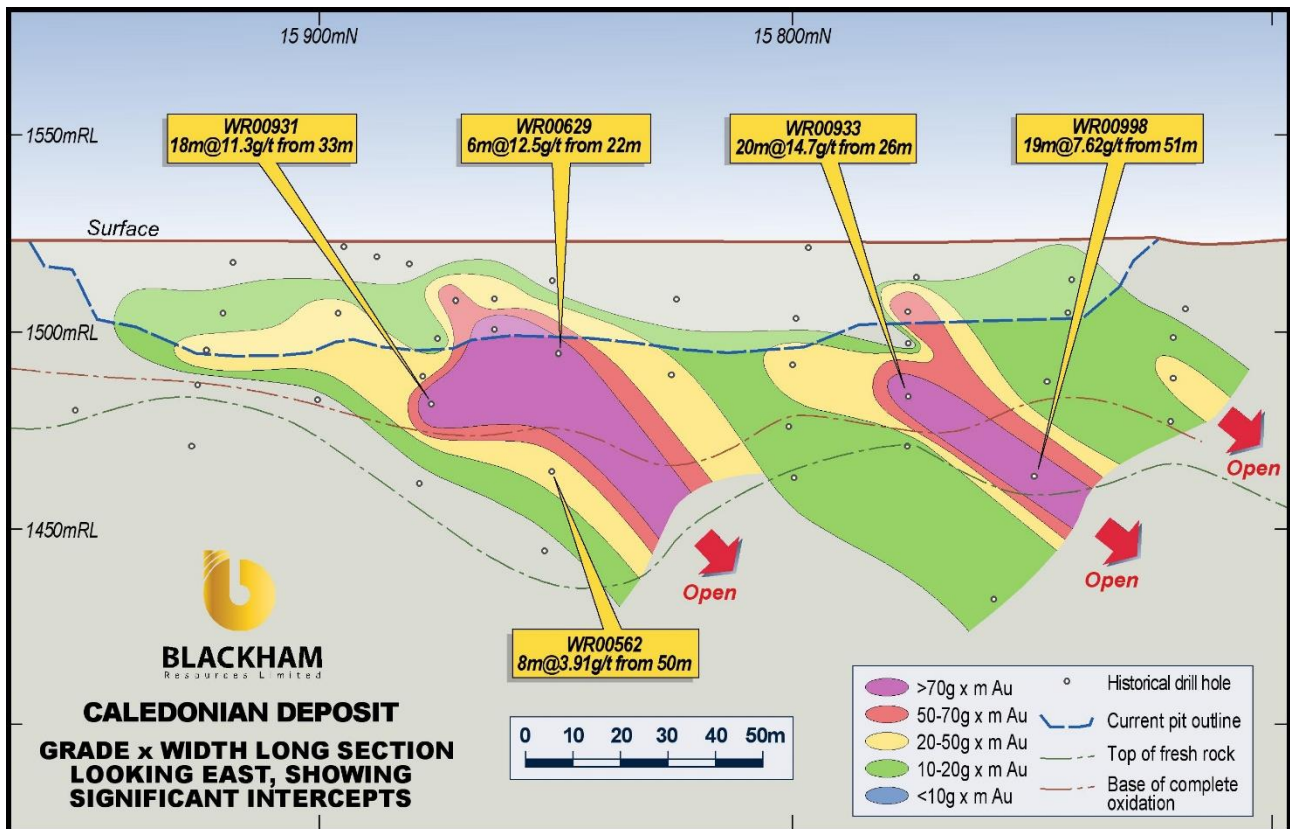 15 900mN
15 800mN
1550mRL
WR00931
18m@11.3g/t from 33m
WR00629
6m@12.5g/t from 22m
WR00933
20m@14.7g/t from 26m
WR00998
19m@7.62g/t from 51m
Surface
1500mRL
1450mRL
Open
Open
Open
WR00562
8m@3.91g/t from 50m
BLACKHAM
Resources Limited
CALEDONIAN DEPOSIT
GRADE x WIDTH LONG SECTION
LOOKING EAST, SHOWING
SIGNIFICANT INTERCEPTS
0 10 20 30 40 50m
>70g x m Au
50-70g x m Au
20-50g x m Au
10-20g x m Au
<10g x m Au
Historical drill hole
Current pit outline
Top of fresh rock
Base of complete
oxidation